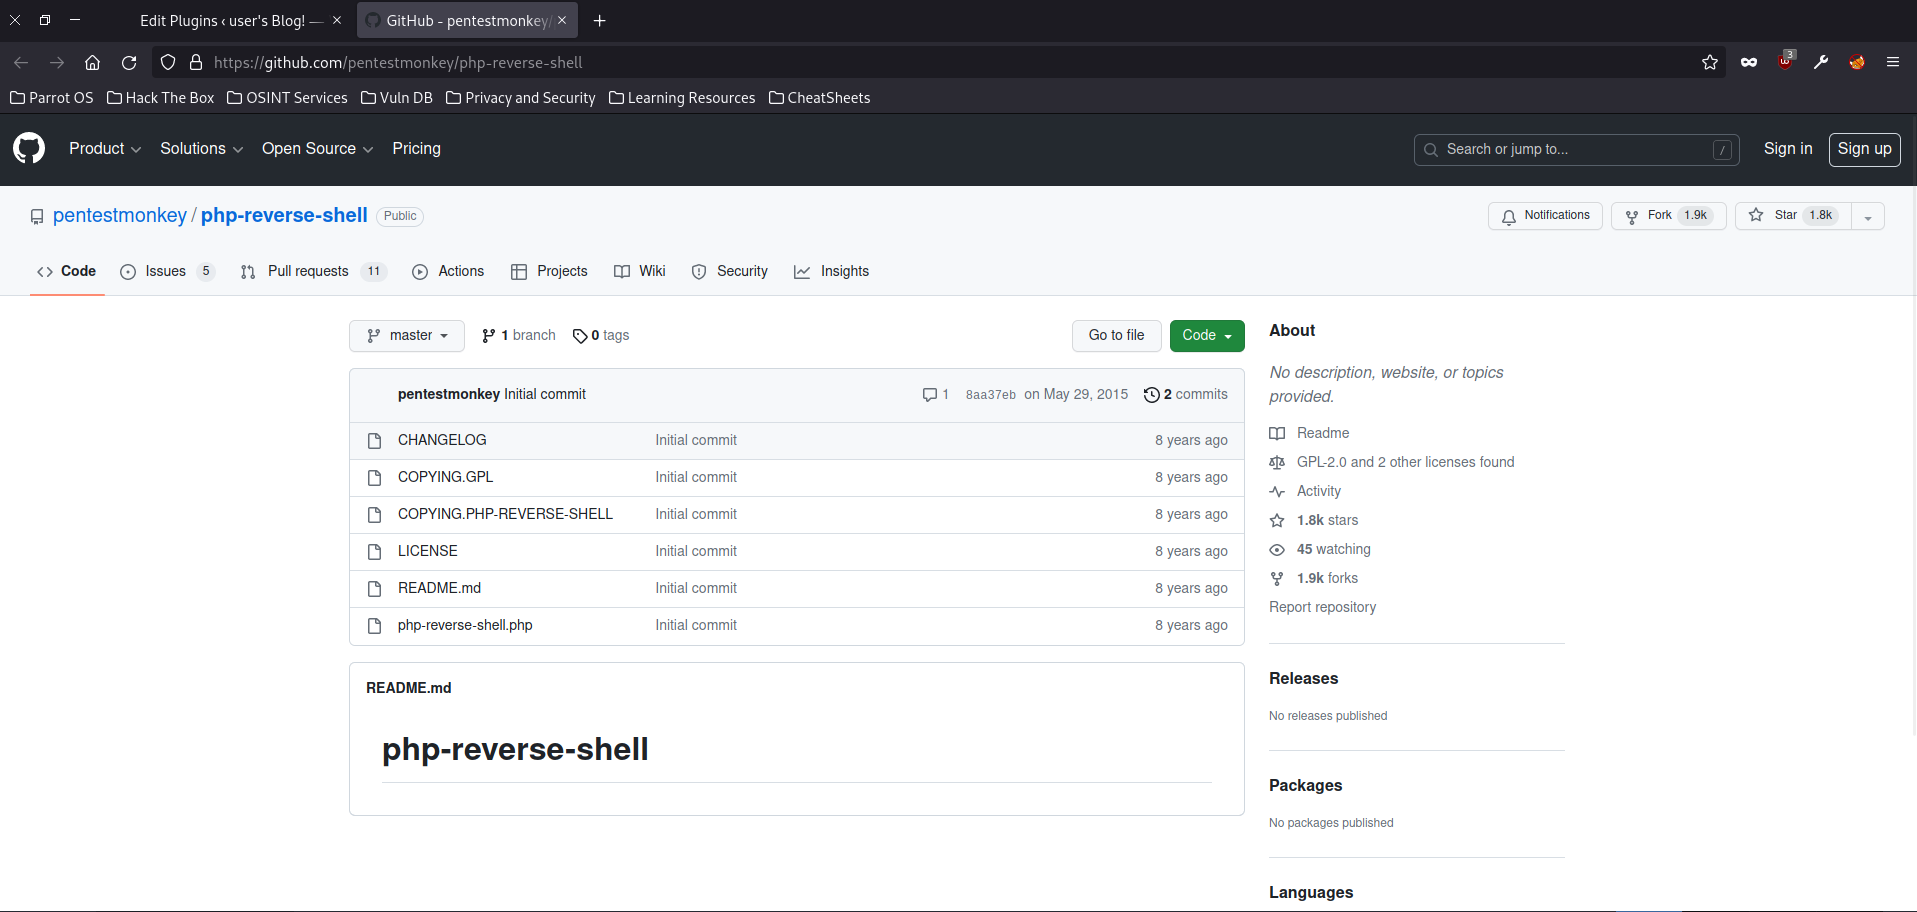 Edit Plugins ‹ user's Blog! —
GitHub - pentestmonkey/
https://github.com/pentestmonkey/php-reverse-shell
3
Parrot OS Hack The Box OSINT Services Vuln DB Privacy and Security Learning Resources CheatSheets
Product Solutions Open Source Pricing
Search or jump to... /
Sign in Sign up
pentestmonkey / php-reverse-shell Public
Notifications Fork 1.9k Star 1.8k
Code Issues 5 Pull requests 11 Actions Projects Wiki Security Insights
master 1 branch 0 tags
Go to file Code
pentestmonkey Initial commit 1 8aa37eb on May 29, 2015 2 commits
CHANGELOG Initial commit 8 years ago
COPYING.GPL Initial commit 8 years ago
COPYING.PHP-REVERSE-SHELL Initial commit 8 years ago
LICENSE Initial commit 8 years ago
README.md Initial commit 8 years ago
php-reverse-shell.php Initial commit 8 years ago
README.md
php-reverse-shell
About
No description, website, or topics
provided.
Readme
GPL-2.0 and 2 other licenses found
Activity
1.8k stars
45 watching
1.9k forks
Report repository
Releases
No releases published
Packages
No packages published
Languages